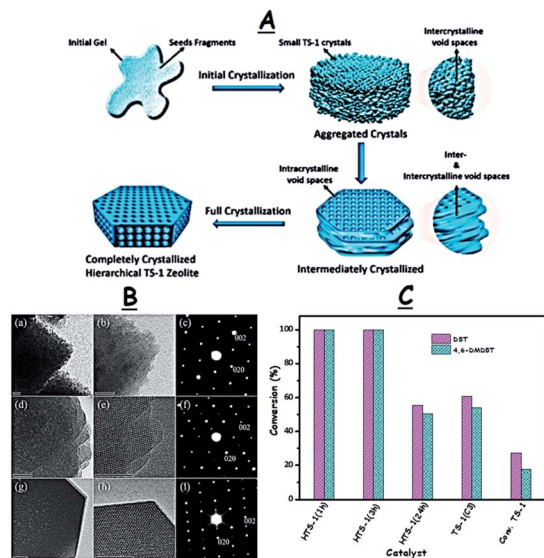 A
Initial Gel
Seeds Fragments
Initial Crystallization
Small TS-1 crystals
Intercrystalline
void spaces
Aggregated Crystals
Intracrystalline
void spaces
Inter-
&
Intercrystalline void spaces
Full Crystallization
Completely Crystallized
Hierarchical TS-1 Zeolite
Intermediately Crystallized
B
(a)
(b)
(c)
002
020
(d)
(e)
(f)
002
020
(g)
(h)
(i)
002
020
C
Conversion (%)
100
80
60
40
20
0
DBT
4,6-DMDBT
HTS-1(1h)
HTS-1(3h)
HTS-1(24h)
TS-1(C3)
Con. TS-1
Catalyst